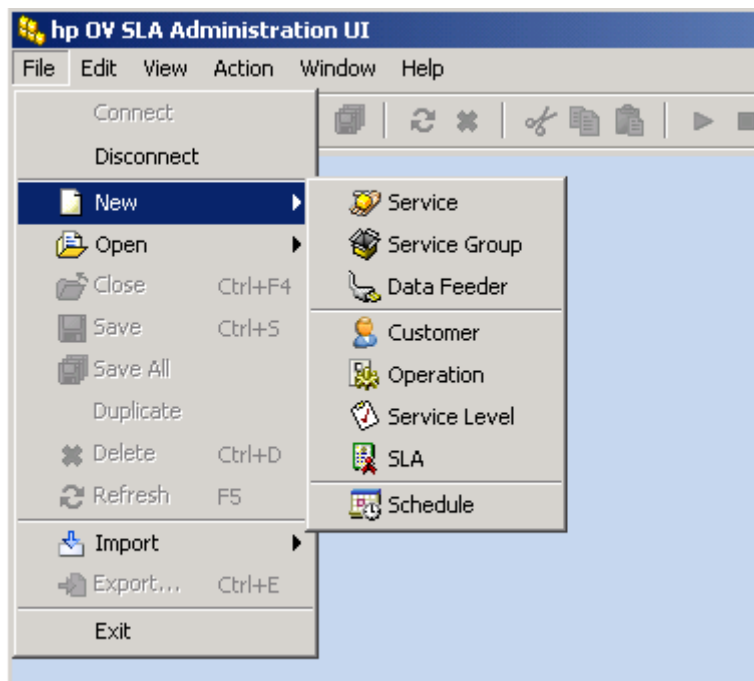 hp OV SLA Administration UI
File Edit View Action Window Help
Connect
Disconnect
New
Open
Close Ctrl+F4
Save Ctrl+S
Save All
Duplicate
Delete Ctrl+D
Refresh F5
Import
Export... Ctrl+E
Exit
Service
Service Group
Data Feeder
Customer
Operation
Service Level
SLA
Schedule